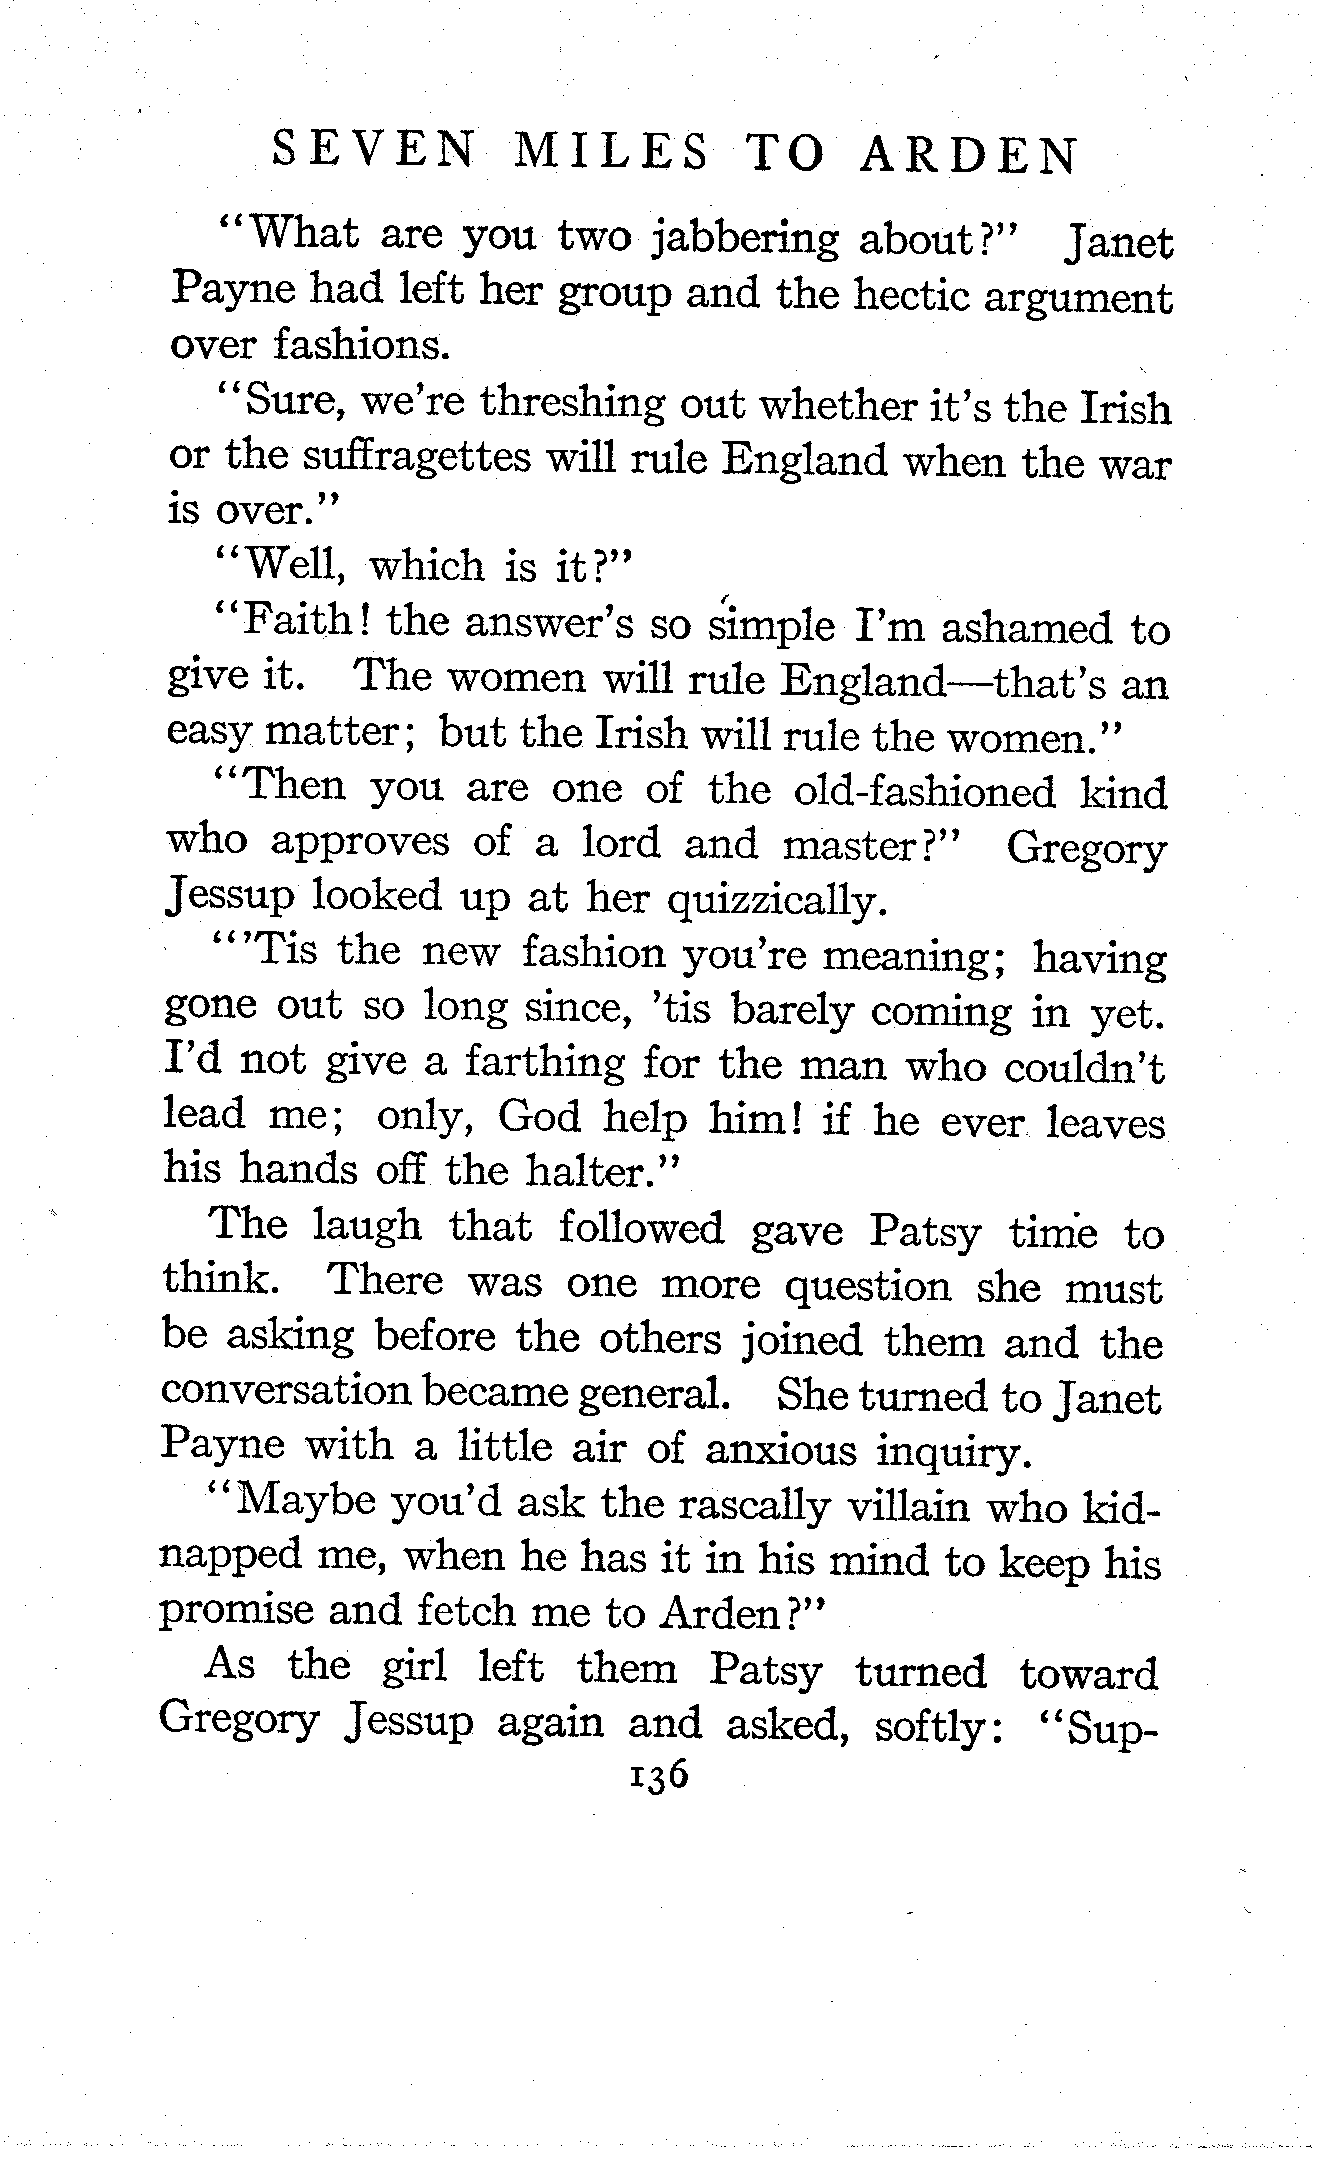 SEVEN MILES TO ARDEN
"What are you two jabbering about?" Janet
Payne had left her group and the hectic argument
over fashions.
"Sure, we're threshing out whether it's the Irish
or the suffragettes will rule England when the war
is over."
"Well, which is it?"
"Faith! the answer's so simple I'm ashamed to
give it. The women will rule England—that's an
easy matter; but the Irish will rule the women."
"Then you are one of the old-fashioned kind
who approves of a lord and master?" Gregory
Jessup looked up at her quizzically.
"'Tis the new fashion you're meaning; having
gone out so long since, 'tis barely coming in yet.
I'd not give a farthing for the man who couldn't
lead me; only, God help him! if he ever leaves
his hands off the halter."
The laugh that followed gave Patsy time to
think. There was one more question she must
be asking before the others joined them and the
conversation became general. She turned to Janet
Payne with a little air of anxious inquiry.
"Maybe you'd ask the rascally villain who kid-
napped me, when he has it in his mind to keep his
promise and fetch me to Arden?"
As the girl left them Patsy turned toward
Gregory Jessup again and asked, softly: "Sup-
136